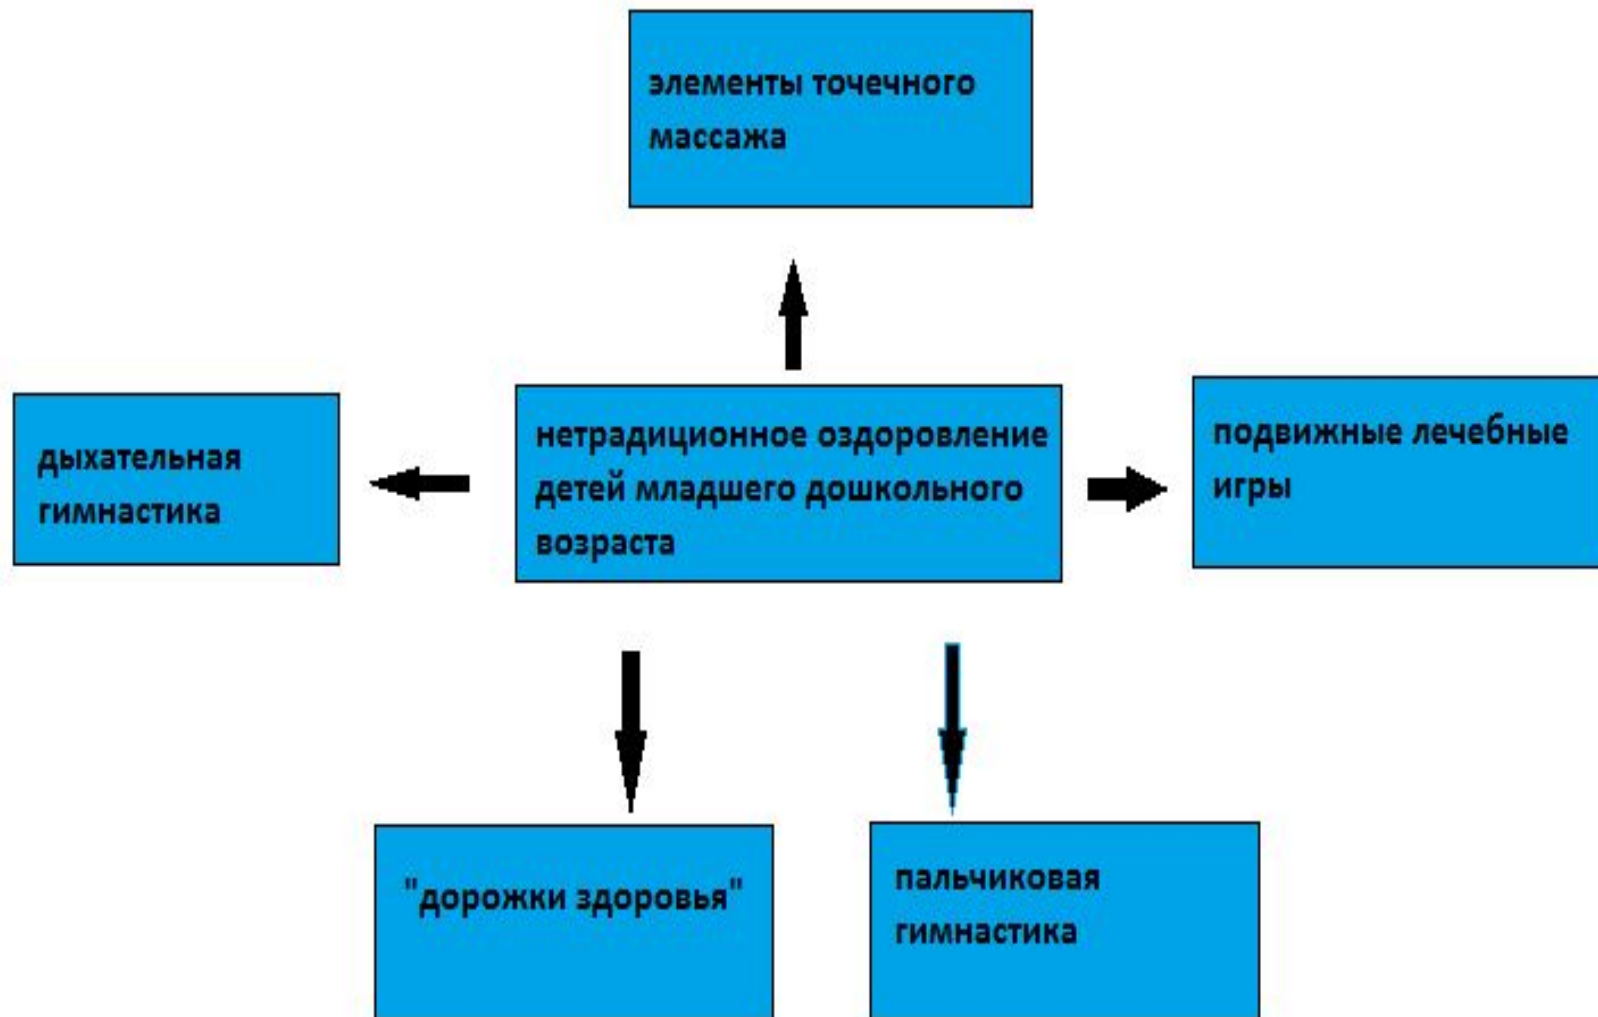 элементы точечного
массажа
дыхательная
гимнастика
нетрадиционное оздоровление
детей младшего дошкольного
возраста
подвижные лечебные
игры
"дорожки здоровья"
пальчиковая
гимнастика